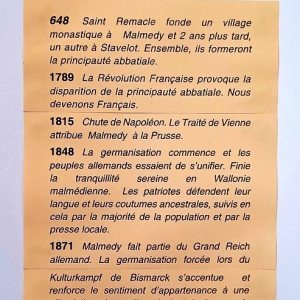 648 Saint Remacle fonde un village
monastique à Malmedy et 2 ans plus tard,
un autre à Stavelot. Ensemble, ils formeront
la principauté abbatiale.
1789 La Révolution Française provoque la
disparition de la principauté abbatiale. Nous
devenons Français.
1815 Chute de Napoléon. Le Traité de Vienne
attribue Malmedy à la Prusse.
1848 La germanisation commence et les
peuples allemands essaient de s'unifier. Finie
la tranquilité sereine en Wallonie
malmédienne. Les patriotes défendent leur
langue et leurs coutumes ancestrales, suivis en
cela par la majorité de la population et par la
presse locale.
1871 Malmedy fait partie du Grand Reich
allemand. La germanisation forcée lors du
Kulturkampf de Bismarck s'accentue et
renforce le sentiment d'appartenance à une